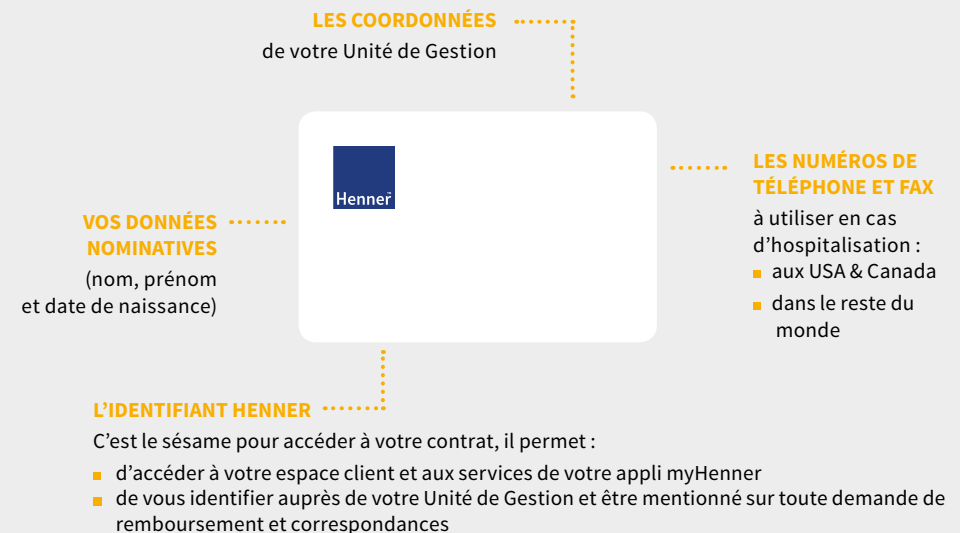 LES COORDONNÉES
de votre Unité de Gestion
Henner
LES NUMÉROS DE
TÉLÉPHONE ET FAX
à utiliser en cas
d’hospitalisation :
aux USA & Canada
dans le reste du
monde
VOS DONNÉES
NOMINATIVES
(nom, prénom
et date de naissance)
L’IDENTIFIANT HENNER
C’est le sésame pour accéder à votre contrat, il permet :
d’accéder à votre espace client et aux services de votre appli myHenner
de vous identifier auprès de votre Unité de Gestion et être mentionné sur toute demande de
remboursement et correspondances